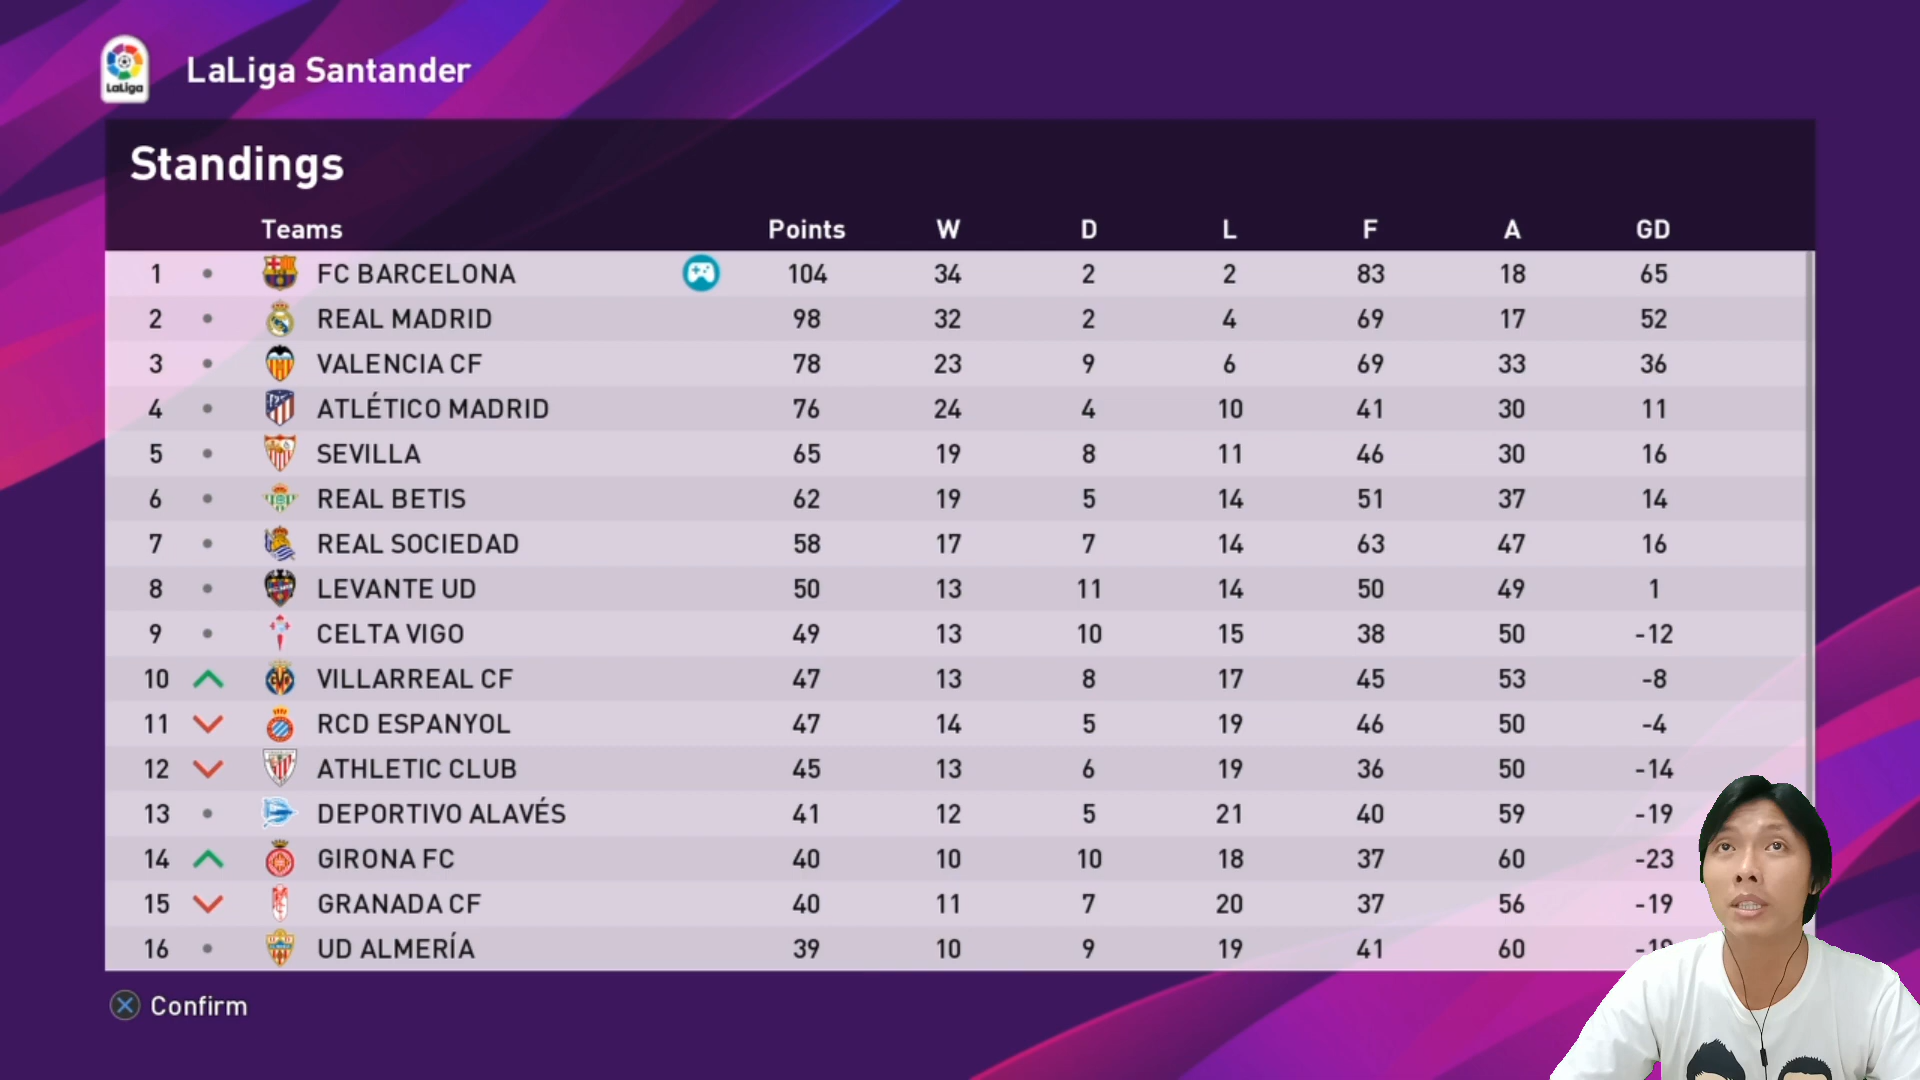 LaLiga
LaLiga Santander
Standings
Teams Points W D L F A GD
1 FC BARCELONA 104 34 2 2 83 18 65
2 REAL MADRID 98 32 2 4 69 17 52
3 VALENCIA CF 78 23 9 6 69 33 36
4 ATLÉTICO MADRID 76 24 4 10 41 30 11
5 SEVILLA 65 19 8 11 46 30 16
6 REAL BETIS 62 19 5 14 51 37 14
7 REAL SOCIEDAD 58 17 7 14 63 47 16
8 LEVANTE UD 50 13 11 14 50 49 1
9 CELTA VIGO 49 13 10 15 38 50 -12
10 VILLARREAL CF 47 13 8 17 45 53 -8
11 RCD ESPANYOL 47 14 5 19 46 50 -4
12 ATHLETIC CLUB 45 13 6 19 36 50 -14
13 DEPORTIVO ALAVÉS 41 12 5 21 40 59 -19
14 GIRONA FC 40 10 10 18 37 60 -23
15 GRANADA CF 40 11 7 20 37 56 -19
16 UD ALMERÍA 39 10 9 19 41 60 -19
Confirm